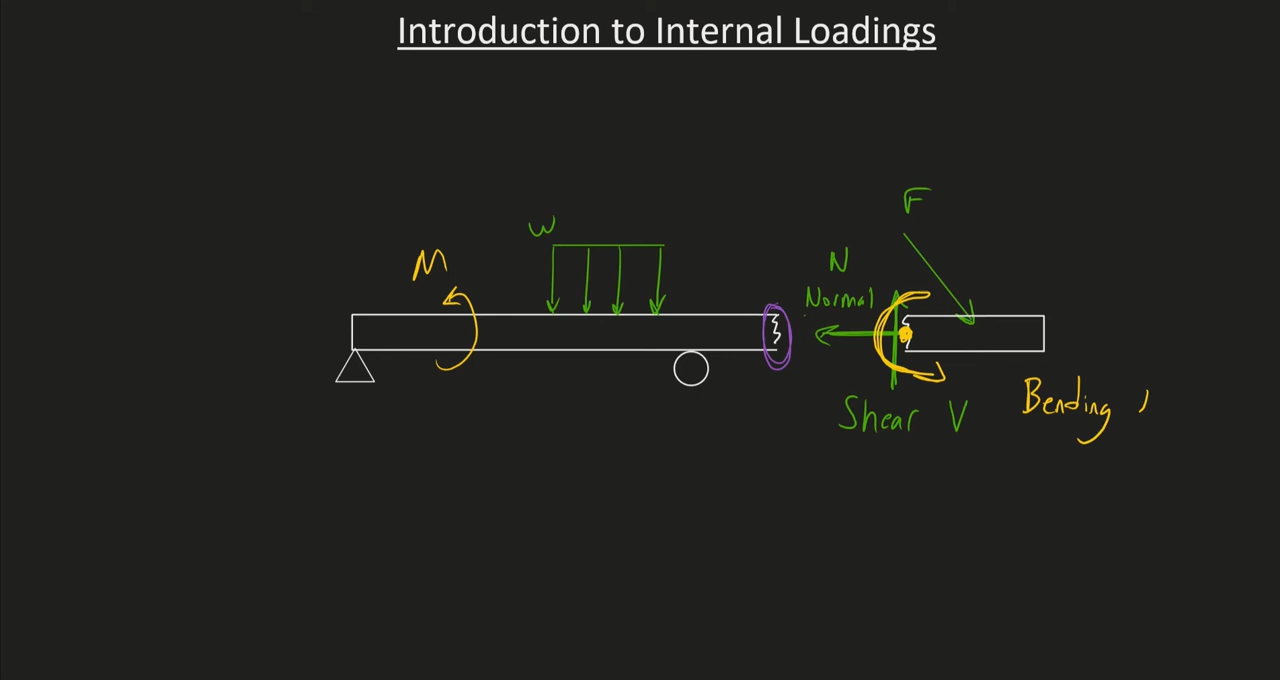 Introduction to Internal Loadings
F
w
M
N
Normal
Bending
Shear V